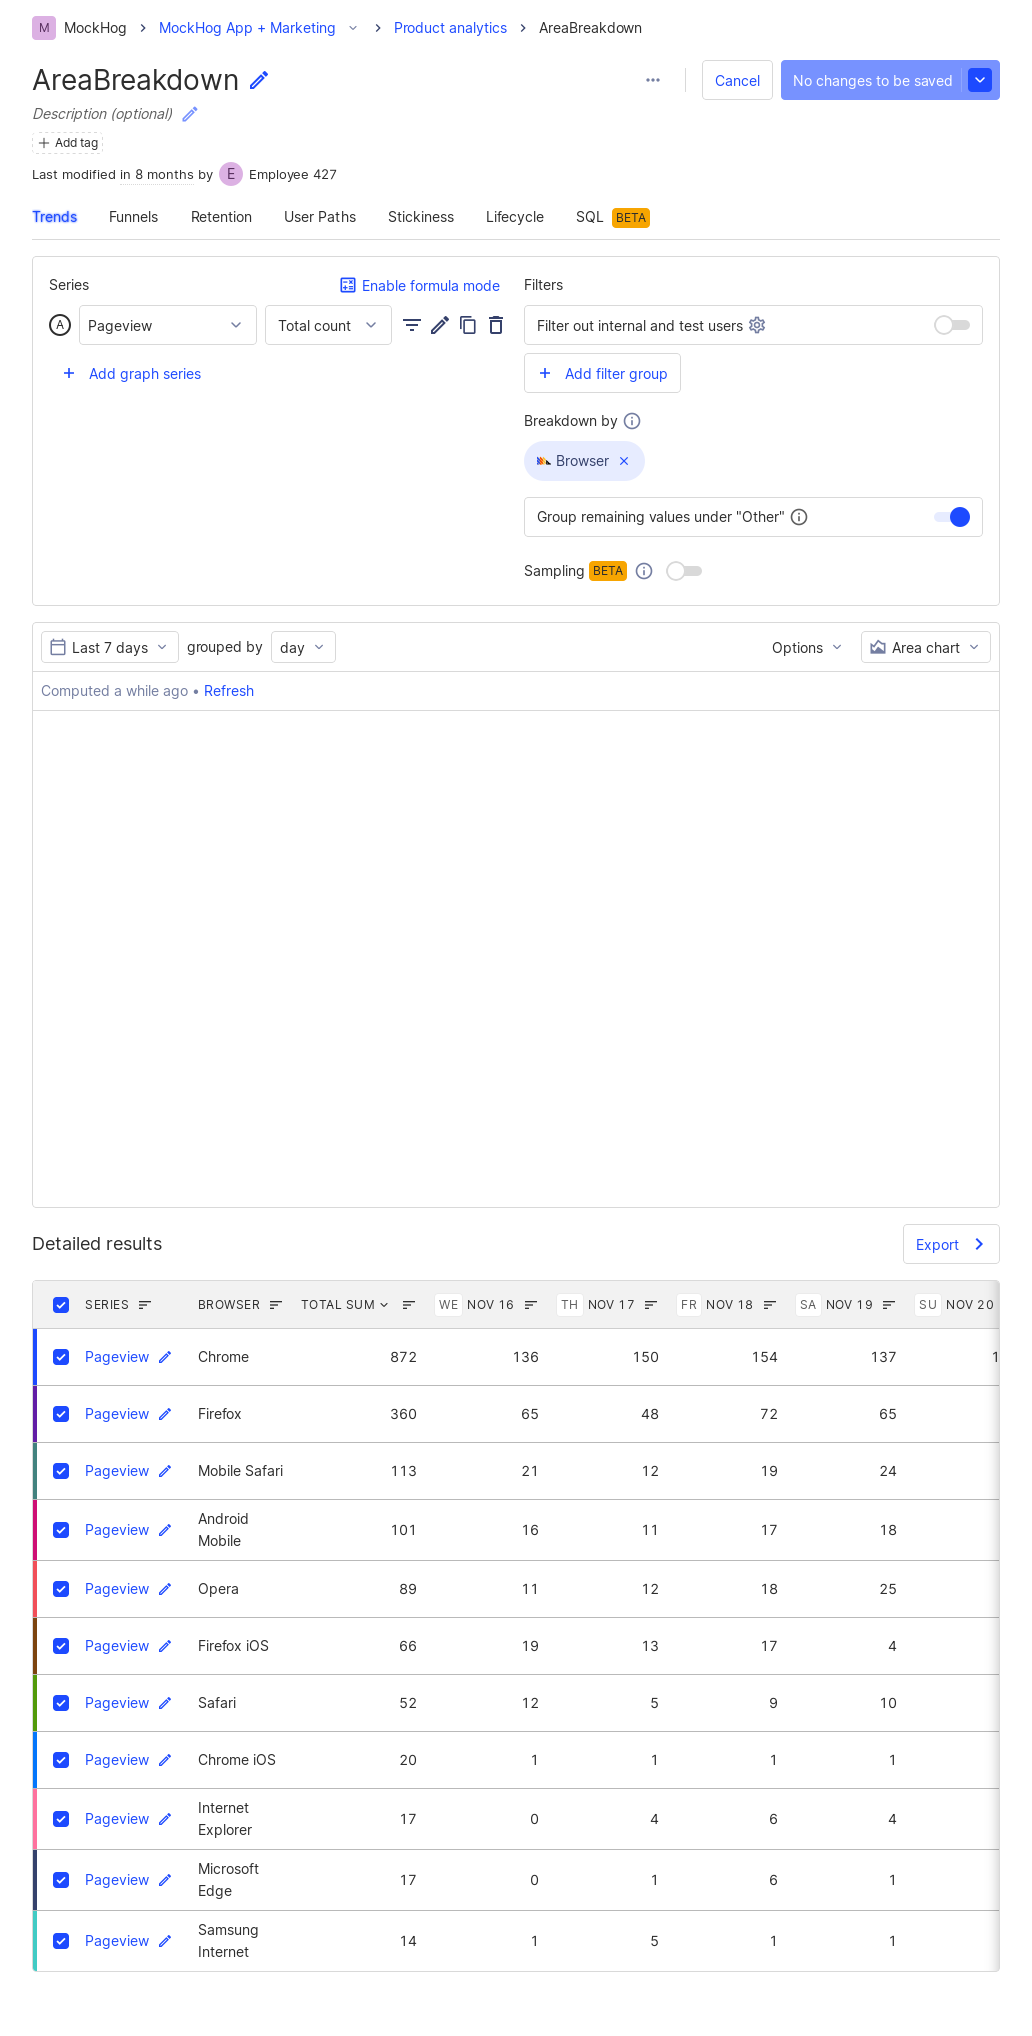 M MockHog MockHog App + Marketing Product analytics AreaBreakdown
AreaBreakdown
Cancel No changes to be saved
Description (optional)
Add tag
Last modified in 8 months by E Employee 427
Trends Funnels Retention User Paths Stickiness Lifecycle SQL BETA
Series Enable formula mode
A Pageview Total count
Add graph series
Filters
Filter out internal and test users
Add filter group
Breakdown by
Browser
Group remaining values under "Other"
Sampling BETA
Last 7 days grouped by day Options Area chart
Computed a while ago • Refresh
Detailed results Export
SERIES BROWSER TOTAL SUM WE NOV 16 TH NOV 17 FR NOV 18 SA NOV 19 SU NOV 20
Pageview Chrome 872 136 150 154 137 1
Pageview Firefox 360 65 48 72 65
Pageview Mobile Safari 113 21 12 19 24
Pageview Android Mobile 101 16 11 17 18
Pageview Opera 89 11 12 18 25
Pageview Firefox iOS 66 19 13 17 4
Pageview Safari 52 12 5 9 10
Pageview Chrome iOS 20 1 1 1 1
Pageview Internet Explorer 17 0 4 6 4
Pageview Microsoft Edge 17 0 1 6 1
Pageview Samsung Internet 14 1 5 1 1